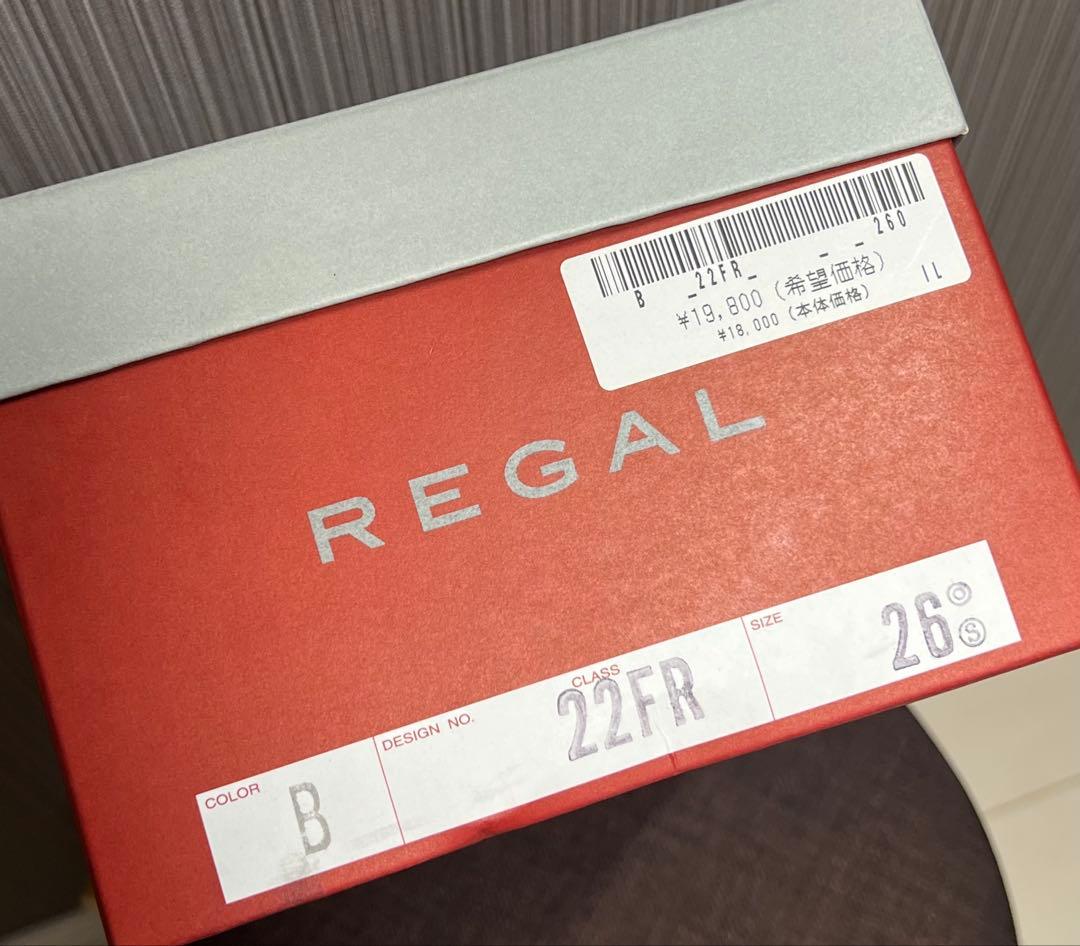 B _22FR_ _ _ 260
¥19,800 (希望価格)
¥18,000 (本体価格) 1L
REGAL
COLOR B
DESIGN NO. CLASS 22FR
SIZE 26 0 Ⓢ